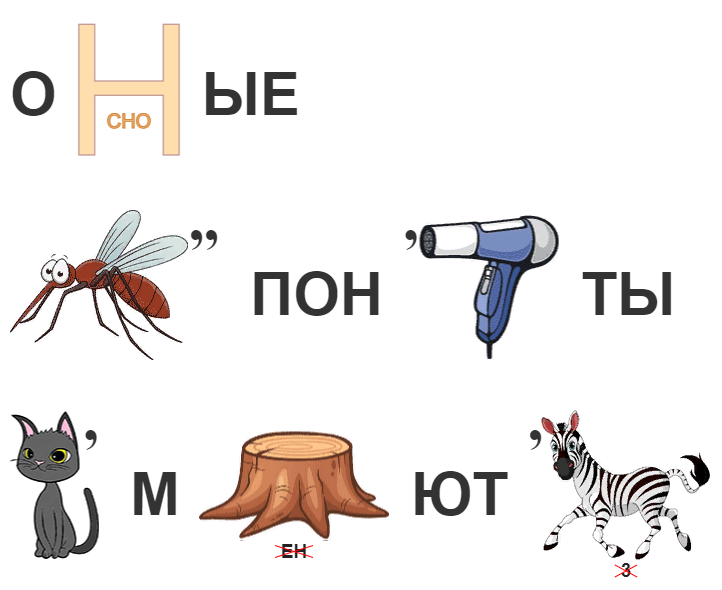 О Н СНО ЫЕ
,, ПОН , ТЫ
, М ЕН ЮТ , З